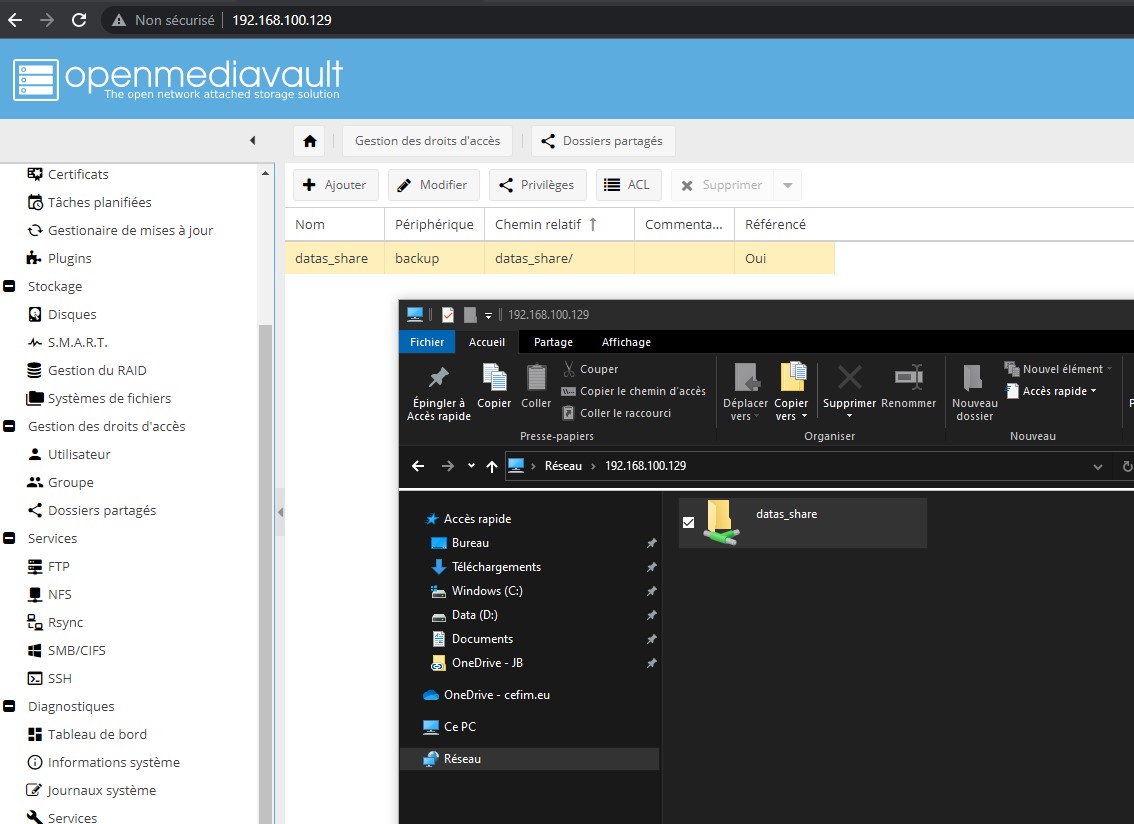 Non sécurisé 192.168.100.129
openmediavault
The open network attached storage solution
Gestion des droits d'accès Dossiers partagés
Certificats
Tâches planifiées
Gestionaire de mises à jour
Plugins
Stockage
Disques
S.M.A.R.T.
Gestion du RAID
Systèmes de fichiers
Gestion des droits d'accès
Utilisateur
Groupe
Dossiers partagés
Services
FTP
NFS
Rsync
SMB/CIFS
SSH
Diagnostiques
Tableau de bord
Informations système
Journaux système
Services
Ajouter Modifier Privilèges ACL Supprimer
Nom Périphérique Chemin relatif Commenta... Référencé
datas_share backup datas_share/ Oui
192.168.100.129
Fichier Accueil Partage Affichage
Épingler à
Accès rapide
Copier
Coller
Couper
Copier le chemin d'accès
Coller le raccourci
Presse-papiers
Déplacer
vers
Copier
vers
Supprimer
Renommer
Organiser
Nouveau
dossier
Nouvel élément
Accès rapide
Nouveau
Réseau 192.168.100.129
Accès rapide
Bureau
Téléchargements
Windows (C:)
Data (D:)
Documents
OneDrive - JB
OneDrive - cefim.eu
Ce PC
Réseau
datas_share